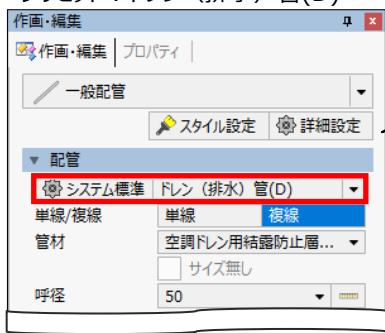 作画・編集
作画・編集 プロパティ
一般配管
スタイル設定 詳細設定
配管
システム標準 ドレン（排水）管(D)
単線/複線 単線 複線
管材 空調ドレン用結露防止層...
サイズ無し
呼径 50